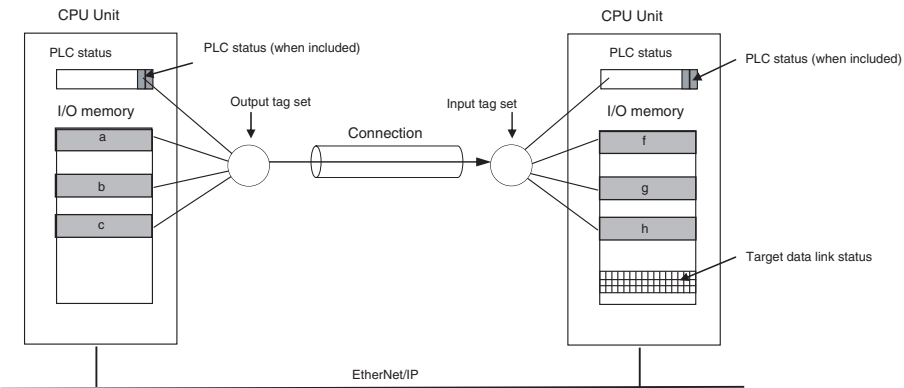 CPU Unit
PLC status
PLC status (when included)
I/O memory
a
b
c
Output tag set
Connection
Input tag set
CPU Unit
PLC status
PLC status (when included)
I/O memory
f
g
h
Target data link status
EtherNet/IP